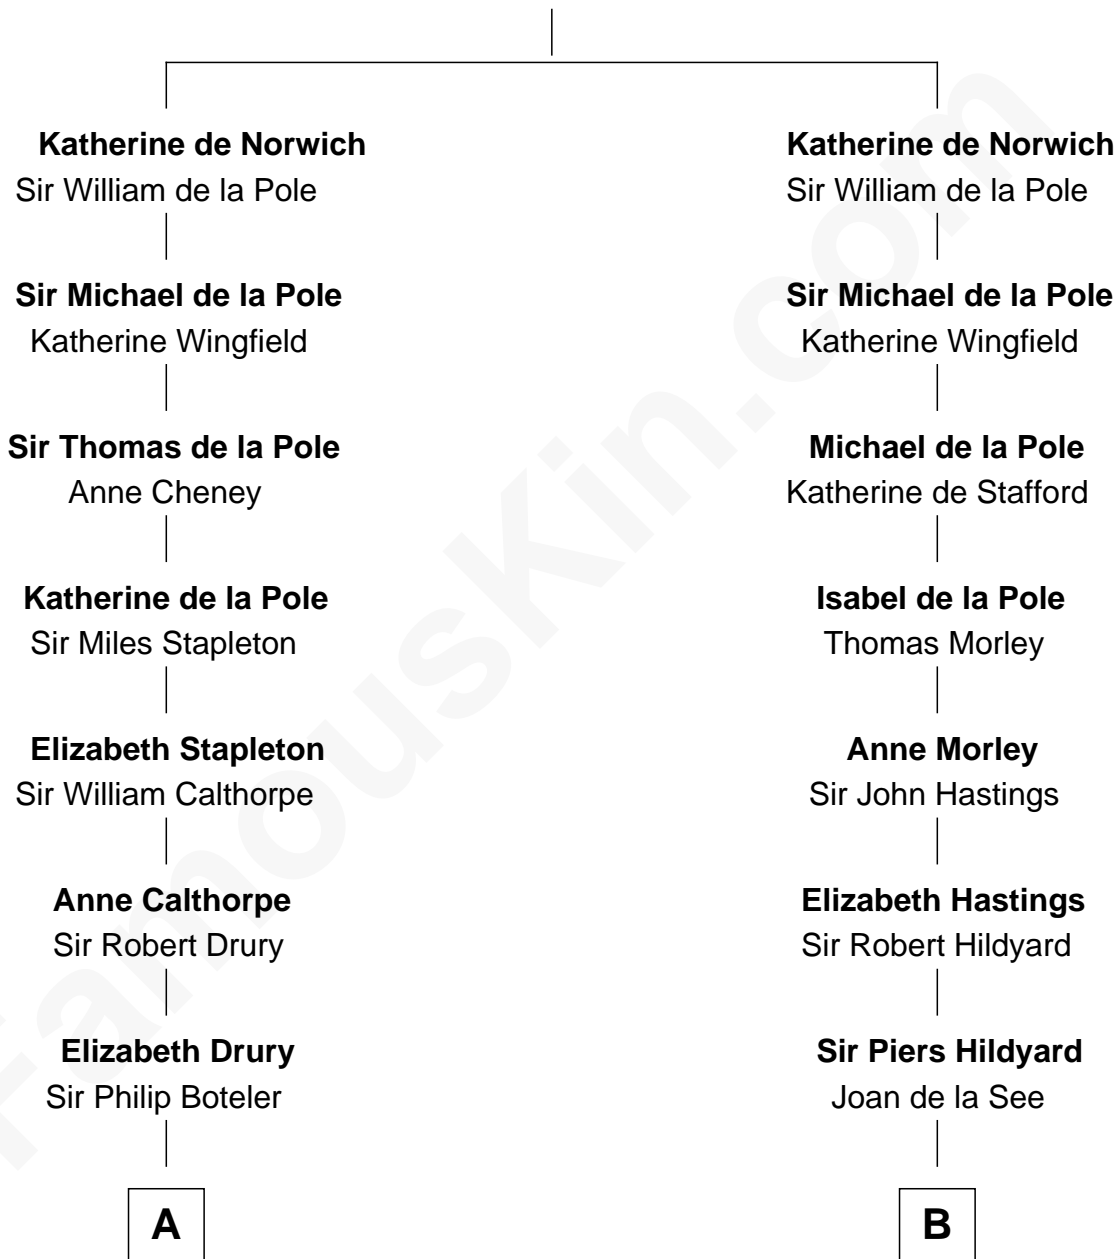 Katherine de Norwich
Sir William de la Pole
Sir Michael de la Pole
Katherine Wingfield
Sir Thomas de la Pole
Anne Cheney
Katherine de la Pole
Sir Miles Stapleton
Elizabeth Stapleton
Sir William Calthorpe
Anne Calthorpe
Sir Robert Drury
Elizabeth Drury
Sir Philip Boteler
A
Katherine de Norwich
Sir William de la Pole
Sir Michael de la Pole
Katherine Wingfield
Michael de la Pole
Katherine de Stafford
Isabel de la Pole
Thomas Morley
Anne Morley
Sir John Hastings
Elizabeth Hastings
Sir Robert Hildyard
Sir Piers Hildyard
Joan de la See
B
FamousKin.com